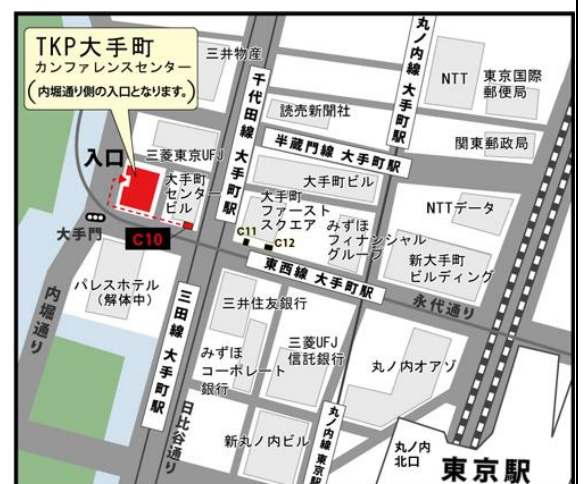 TKP大手町
カンファレンスセンター
(内堀通り側の入口となります。)
三井物産
丸ノ内線 大手町駅
NTT
東京国際
郵便局
千代田線 大手町駅
読売新聞社
半蔵門線 大手町駅
関東郵政局
入口
三菱東京UFJ
大手町
センター
ビル
大手町ビル
大手町
ファースト
スクエア
みずほ
フィナンシャル
グループ
NTTデータ
大手門
C10
C11
C12
新大手町
ビルディング
東西線 大手町駅
永代通り
パレスホテル
(解体中)
内堀通り
三田線 大手町駅
三井住友銀行
みずほ
コーポレート
銀行
三菱UFJ
信託銀行
丸ノ内オアゾ
日比谷通り
新丸ノ内ビル
丸ノ内線 東京駅
丸ノ内
北口
東京駅